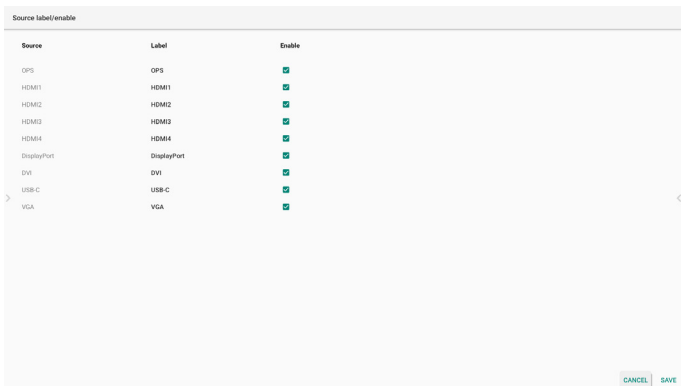 Source label/enable
Source Label Enable
OPS OPS
HDMI1 HDMI1
HDMI2 HDMI2
HDMI3 HDMI3
HDMI4 HDMI4
DisplayPort DisplayPort
DVI DVI
USB-C USB-C
VGA VGA
CANCEL SAVE